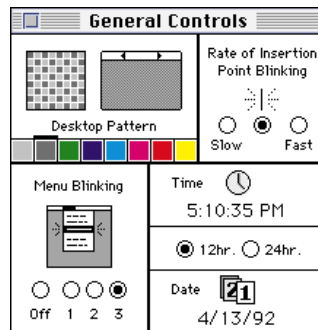 General Controls
Rate of Insertion
Point Blinking
Desktop Pattern
Slow Fast
Menu Blinking
Off 1 2 3
Time
5:10:35 PM
12hr. 24hr.
Date 21
4/13/92